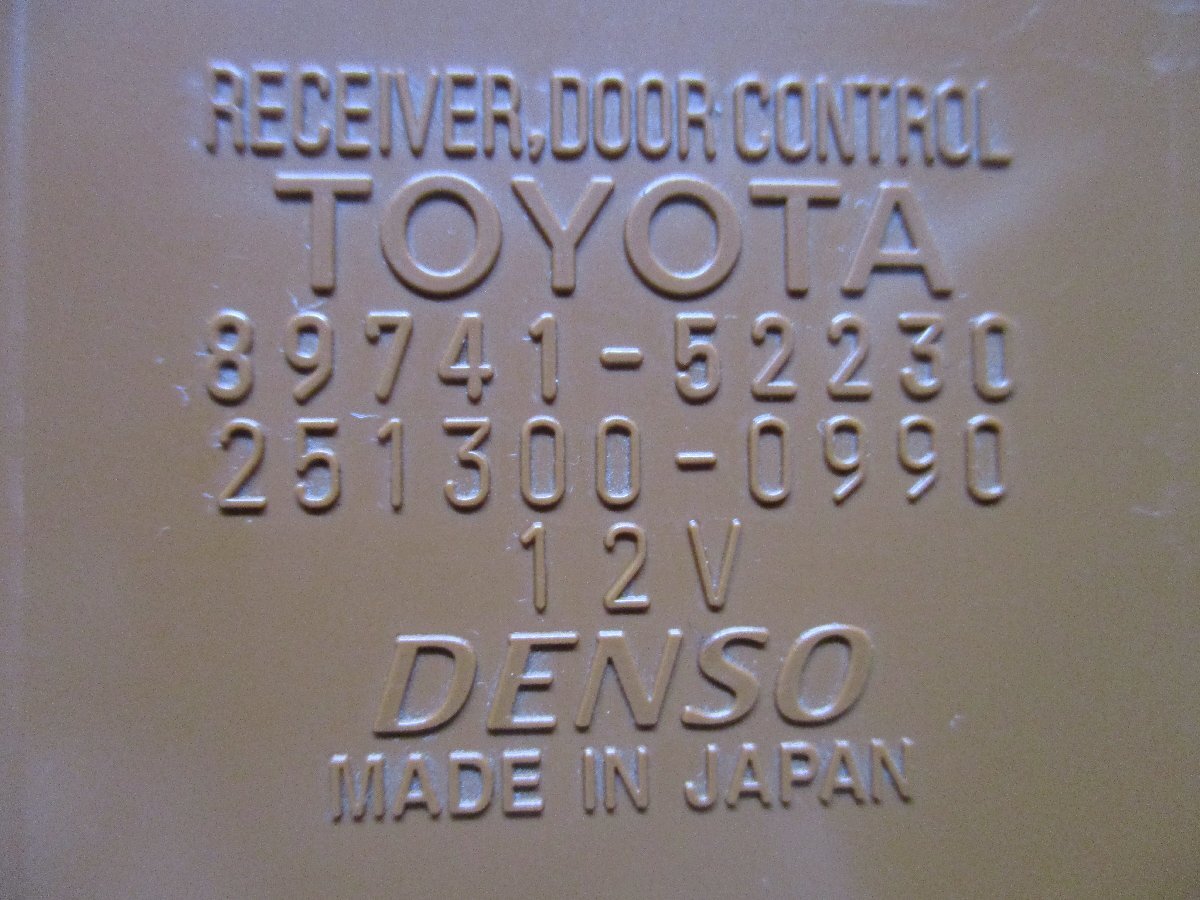 RECEIVER,DOOR CONTROL
TOYOTA
89741-52230
251300-0990
12V
DENSO
MADE IN JAPAN